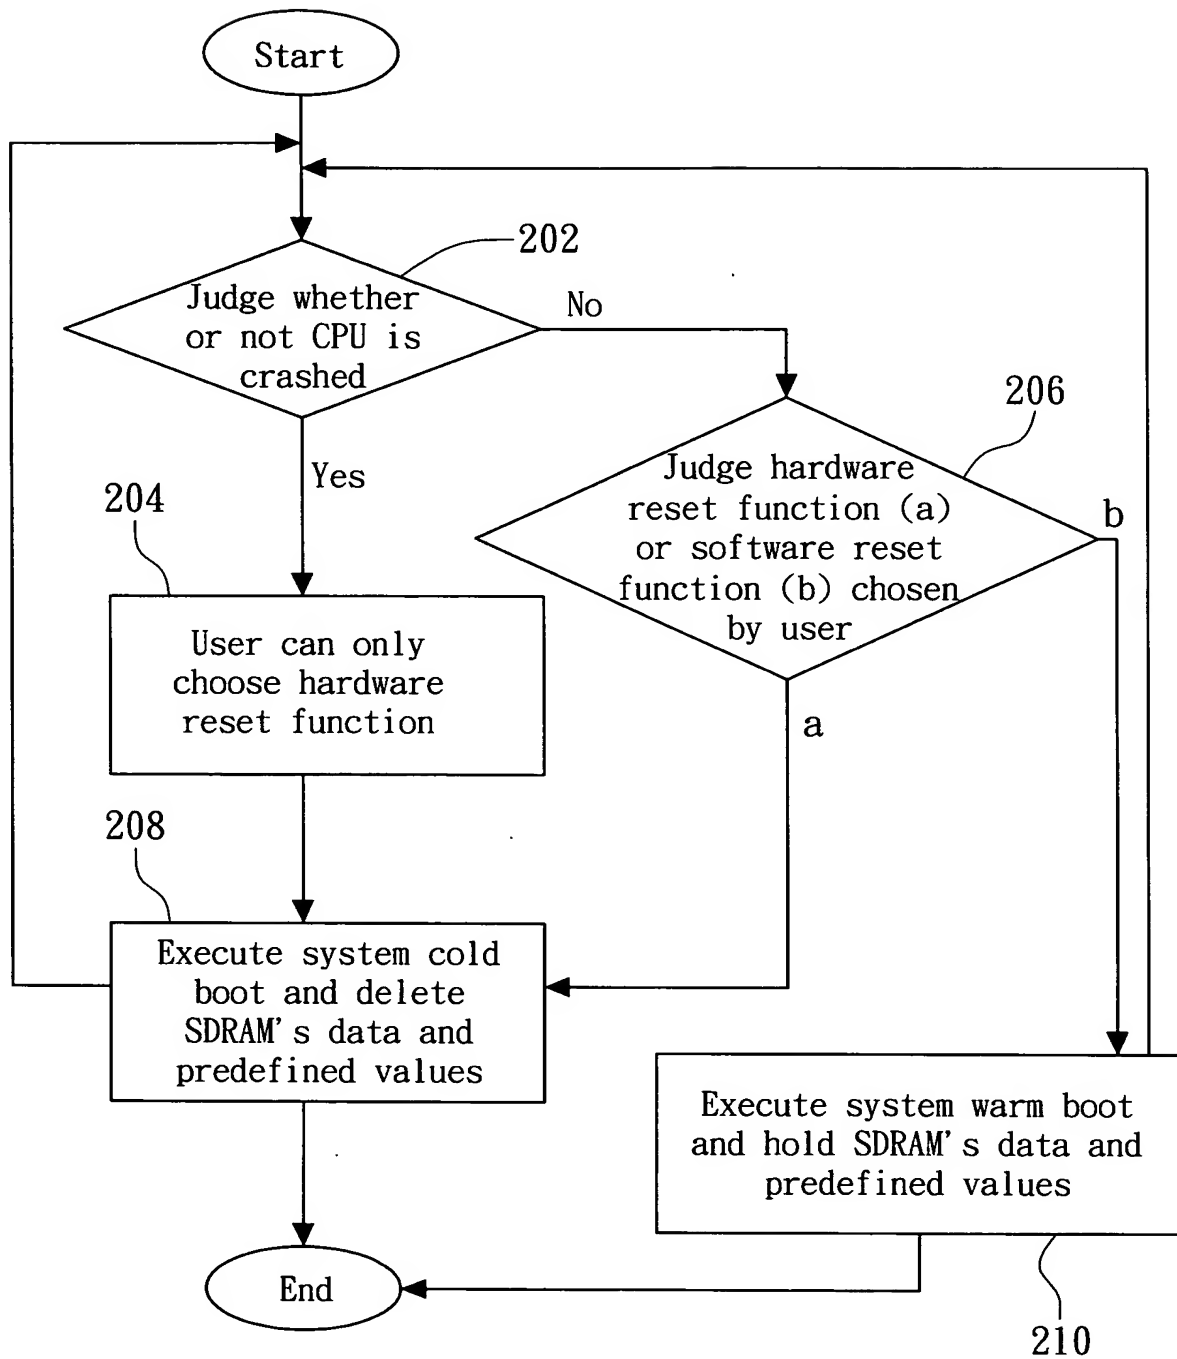 Start
202
Judge whether
or not CPU is
crashed
No
206
Judge hardware
reset function (a)
or software reset
function (b) chosen
by user
b
Yes
204
User can only
choose hardware
reset function
a
208
Execute system cold
boot and delete
SDRAM's data and
predefined values
Execute system warm boot
and hold SDRAM's data and
predefined values
End
210